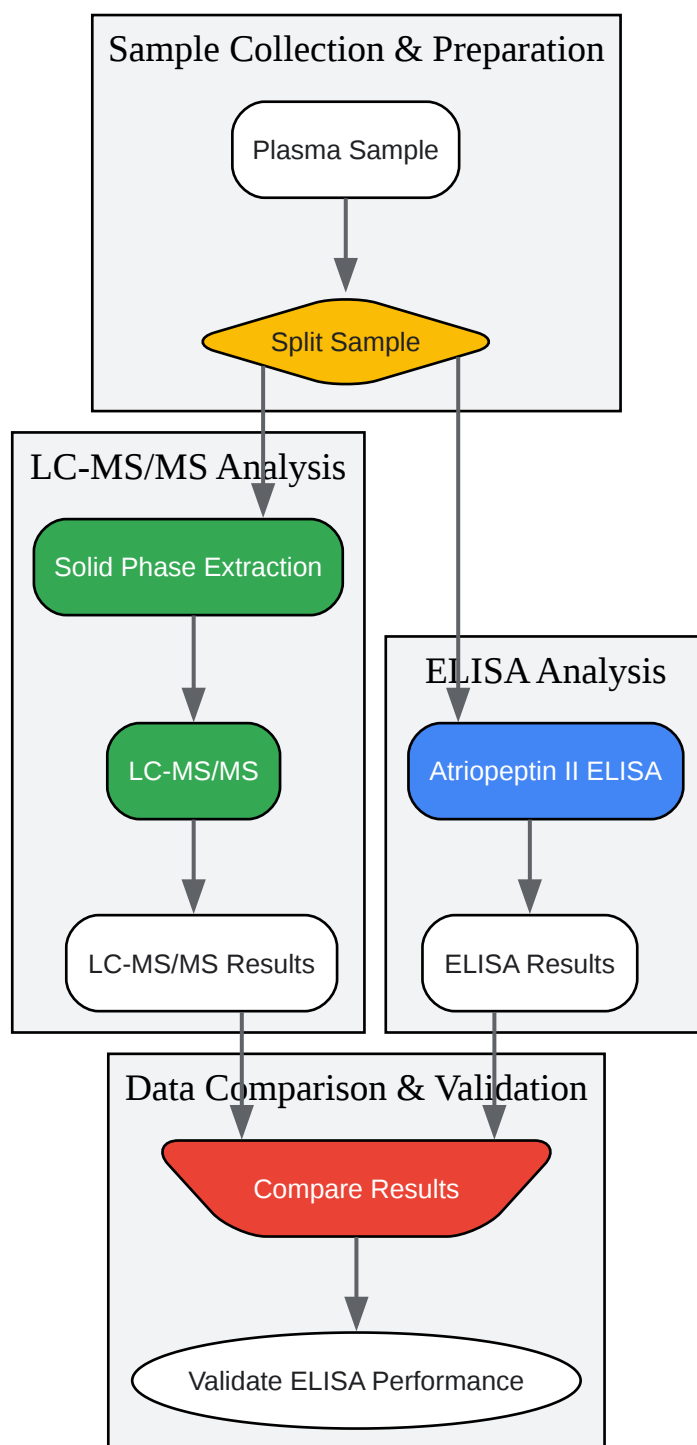 Sample Collection & Preparation
Plasma Sample
Split Sample
LC-MS/MS Analysis
Solid Phase Extraction
LC-MS/MS
LC-MS/MS Results
ELISA Analysis
Atriopeptin II ELISA
ELISA Results
Data Comparison & Validation
Compare Results
Validate ELISA Performance